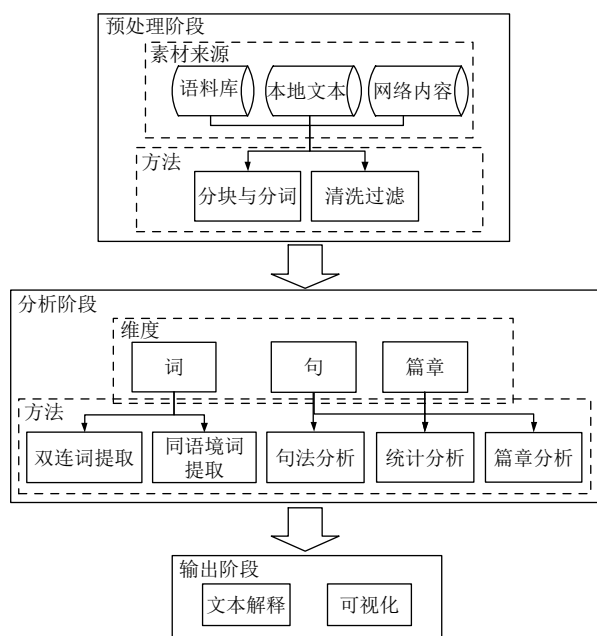 预处理阶段
素材来源
语料库 本地文本 网络内容
方法
分块与分词 清洗过滤
分析阶段
维度
词 句 篇章
方法
双连词提取 同语境词 句法分析 统计分析 篇章分析
提取
输出阶段
文本解释 可视化